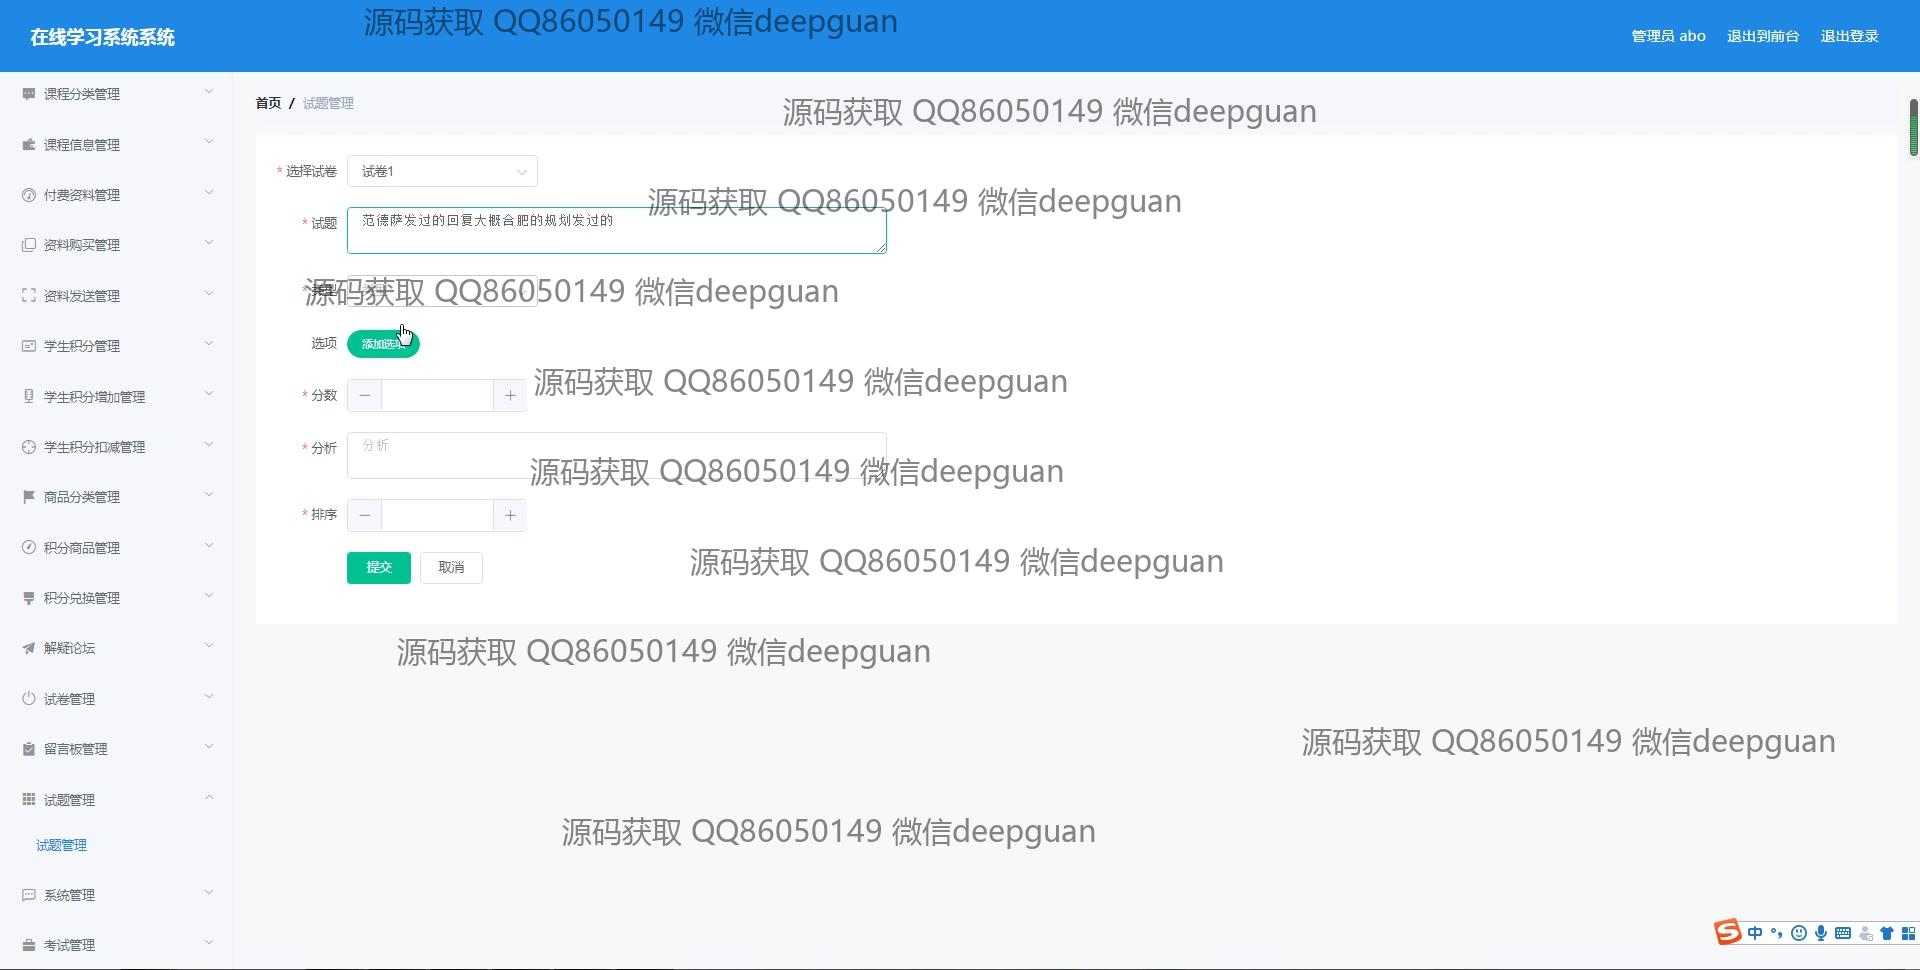 在线学习系统系统
源码获取 QQ86050149 微信deepguan
管理员 abo
退出到前台
退出登录
课程分类管理
课程信息管理
付费资料管理
资料购买管理
资料发送管理
学生积分管理
学生积分增加管理
学生积分扣减管理
商品分类管理
积分商品管理
积分兑换管理
解疑论坛
试卷管理
留言板管理
试题管理
试题管理
系统管理
考试管理
首页 / 试题管理
源码获取 QQ86050149 微信deepguan
* 选择试卷 试卷1
源码获取 QQ86050149 微信deepguan
* 试题 范德萨发过的回复大概合肥的规划发过的
* 类型
源码获取 QQ86050149 微信deepguan
选项 添加选项
* 分数
源码获取 QQ86050149 微信deepguan
* 分析 分析
源码获取 QQ86050149 微信deepguan
* 排序
提交 取消
源码获取 QQ86050149 微信deepguan
源码获取 QQ86050149 微信deepguan
源码获取 QQ86050149 微信deepguan
源码获取 QQ86050149 微信deepguan
中